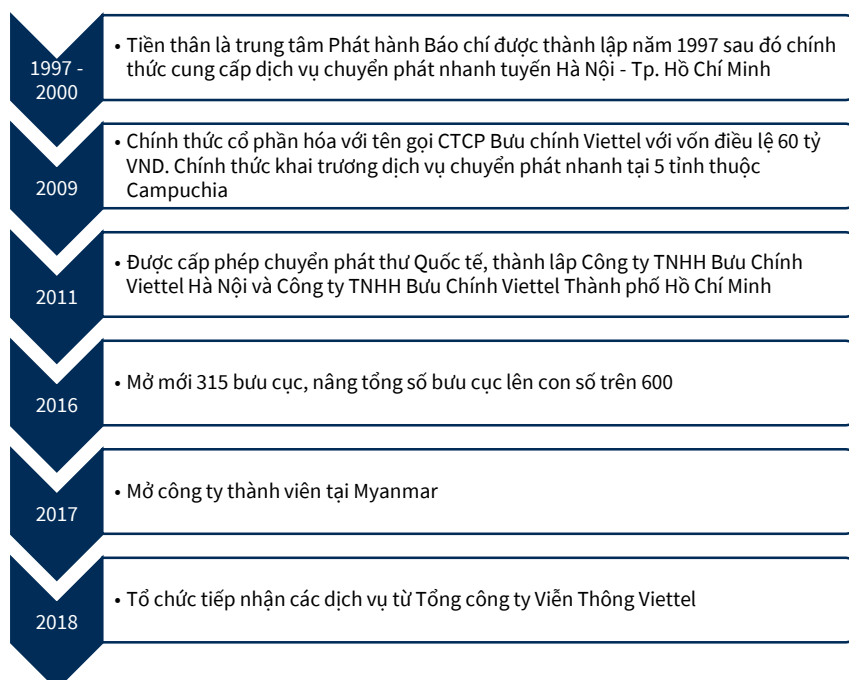 1997 -
2000
• Tiền thân là trung tâm Phát hành Báo chí được thành lập năm 1997 sau đó chính
thức cung cấp dịch vụ chuyển phát nhanh tuyến Hà Nội - Tp. Hồ Chí Minh
2009
• Chính thức cổ phần hóa với tên gọi CTCP Bưu chính Viettel với vốn điều lệ 60 tỷ
VND. Chính thức khai trương dịch vụ chuyển phát nhanh tại 5 tỉnh thuộc
Campuchia
2011
• Được cấp phép chuyển phát thư Quốc tế, thành lâp Công ty TNHH Bưu Chính
Viettel Hà Nội và Công ty TNHH Bưu Chính Viettel Thành phố Hồ Chí Minh
2016
• Mở mới 315 bưu cục, nâng tổng số bưu cục lên con số trên 600
2017
• Mở công ty thành viên tại Myanmar
2018
• Tổ chức tiếp nhận các dịch vụ từ Tổng công ty Viễn Thông Viettel